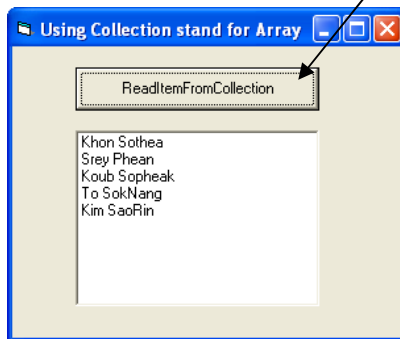 Using Collection stand for Array
ReadItemFromCollection
Khon Sothea
Srey Phean
Koub Sopheak
To SokNang
Kim SaoRin